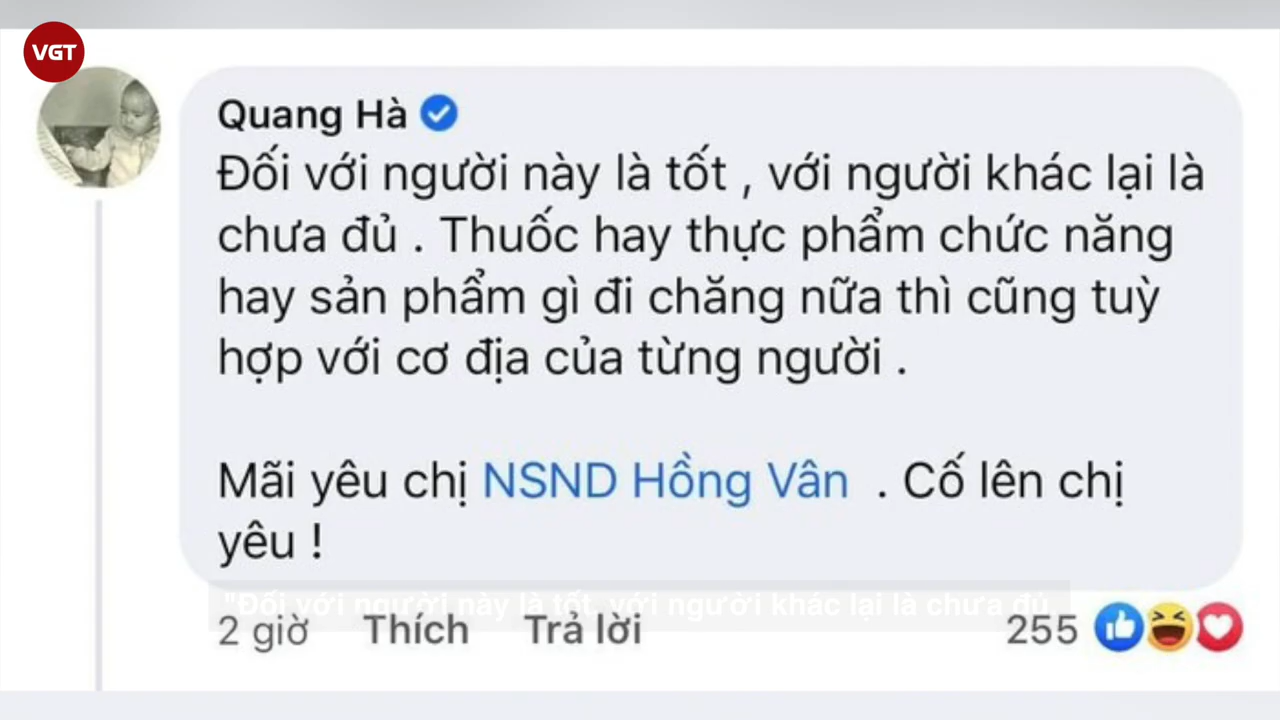 VGT
Quang Hà
Đối với người này là tốt , với người khác lại là
chưa đủ . Thuốc hay thực phẩm chức năng
hay sản phẩm gì đi chăng nữa thì cũng tuỳ
hợp với cơ địa của từng người .
Mãi yêu chị NSND Hồng Vân . Cố lên chị
yêu !
"Đối với người này là tốt, với người khác lại là chưa đủ.
2 giờ Thích Trả lời 255